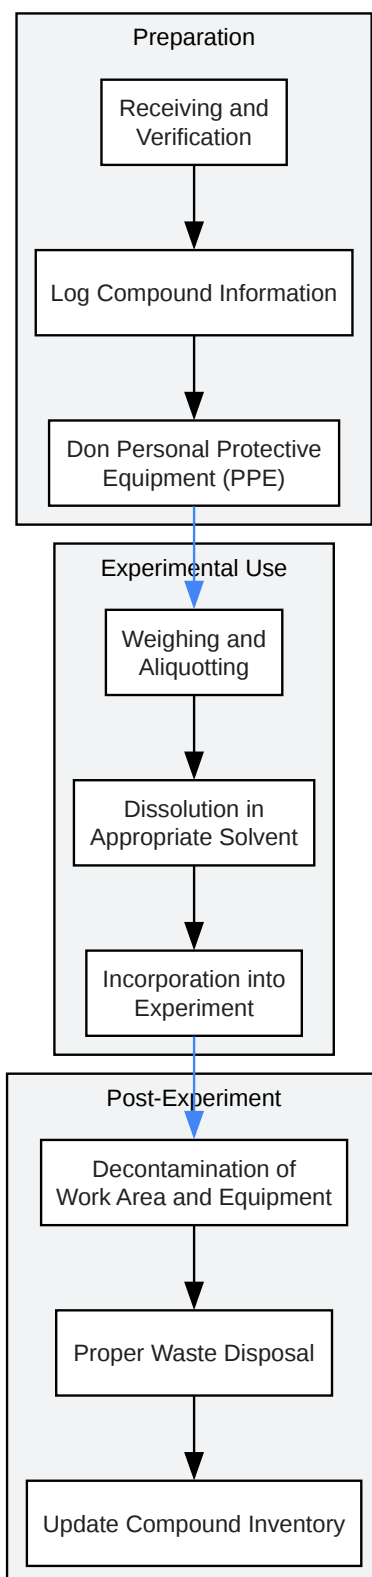 Preparation
Receiving and
Verification
Log Compound Information
Don Personal Protective
Equipment (PPE)
Experimental Use
Weighing and
Aliquotting
Dissolution in
Appropriate Solvent
Incorporation into
Experiment
Post-Experiment
Decontamination of
Work Area and Equipment
Proper Waste Disposal
Update Compound Inventory